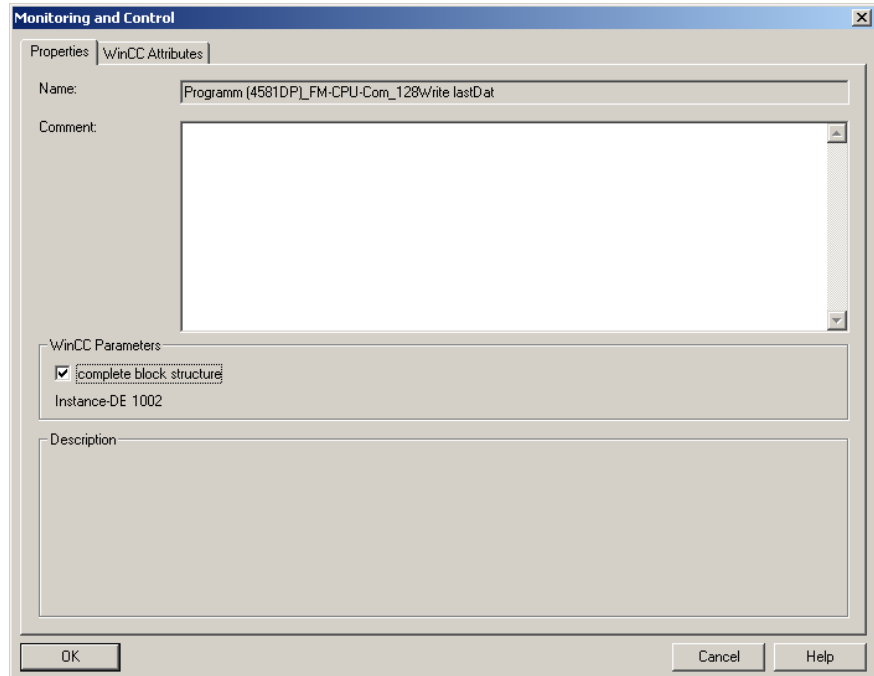 Monitoring and Control
Properties
WinCC Attributes
Name:
Programm (4581DP)_FM-CPU-Com_128Write lastDat
Comment:
WinCC Parameters
complete block structure
Instance-DE 1002
Description
OK
Cancel
Help